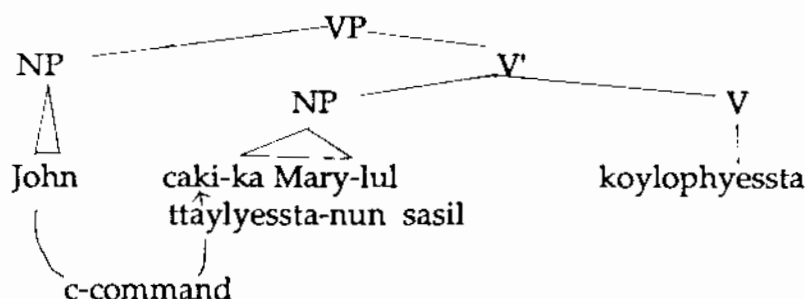 VP
NP V'
NP V
John caki-ka Mary-lul koylophyessta
ttaylyessta-nun sasil
c-command